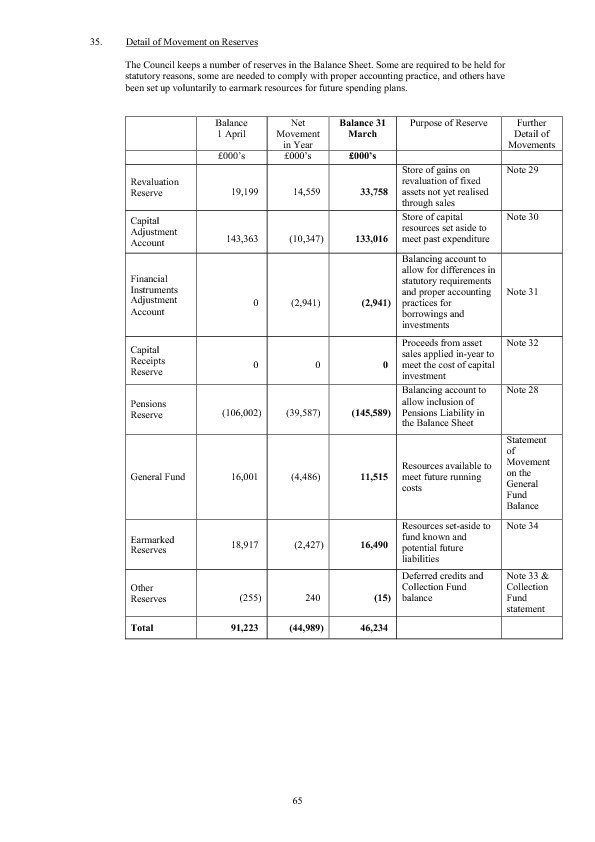 35. Detail of Movement on Reserves
The Council keeps a number of reserves in the Balance Sheet. Some are required to be held for
statutory reasons, some are needed to comply with proper accounting practice, and others have
been set up voluntarily to earmark resources for future spending plans.
Balance Net Balance 31 Purpose of Reserve Further
1 April Movement March Detail of
in Year Movements
£000’s £000’s £000’s
Store of gains on Note 29
Revaluation revaluation of fixed
Reserve 19,199 14,559 33,758 assets not yet realised
through sales
Capital Store of capital Note 30
Adjustment resources set aside to
Account 143,363 (10,347) 133,016 meet past expenditure
Balancing account to
allow for differences in
Financial statutory requirements
Instruments and proper accounting Note 31
Adjustment 0 (2,941) (2,941) practices for
Account borrowings and
investments
Capital Proceeds from asset Note 32
Receipts sales applied in-year to
Reserve 0 0 0 meet the cost of capital
investment
Balancing account to Note 28
Pensions allow inclusion of
Reserve (106,002) (39,587) (145,589) Pensions Liability in
the Balance Sheet
Statement
of
Resources available to Movement
General Fund 16,001 (4,486) 11,515 meet future running on the
costs General
Fund
Balance
Resources set-aside to Note 34
Earmarked fund known and
Reserves 18,917 (2,427) 16,490 potential future
liabilities
Deferred credits and Note 33 &
Other Collection Fund Collection
Reserves (255) 240 (15) balance Fund
statement
Total 91,223 (44,989) 46,234
65